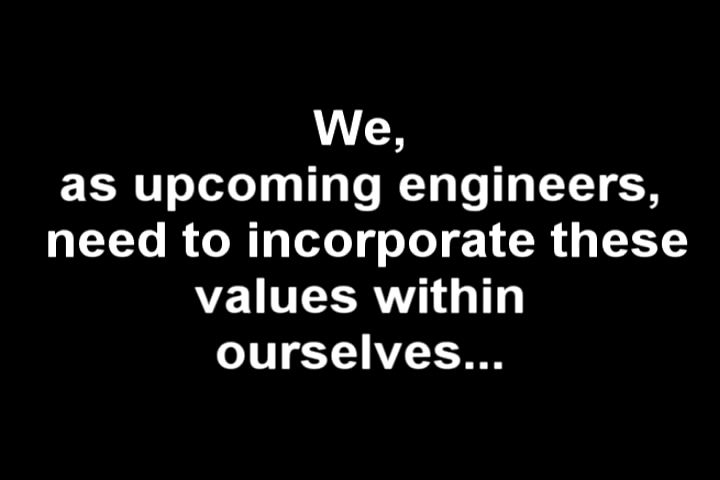 We,
as upcoming engineers,
need to incorporate these
values within
ourselves...